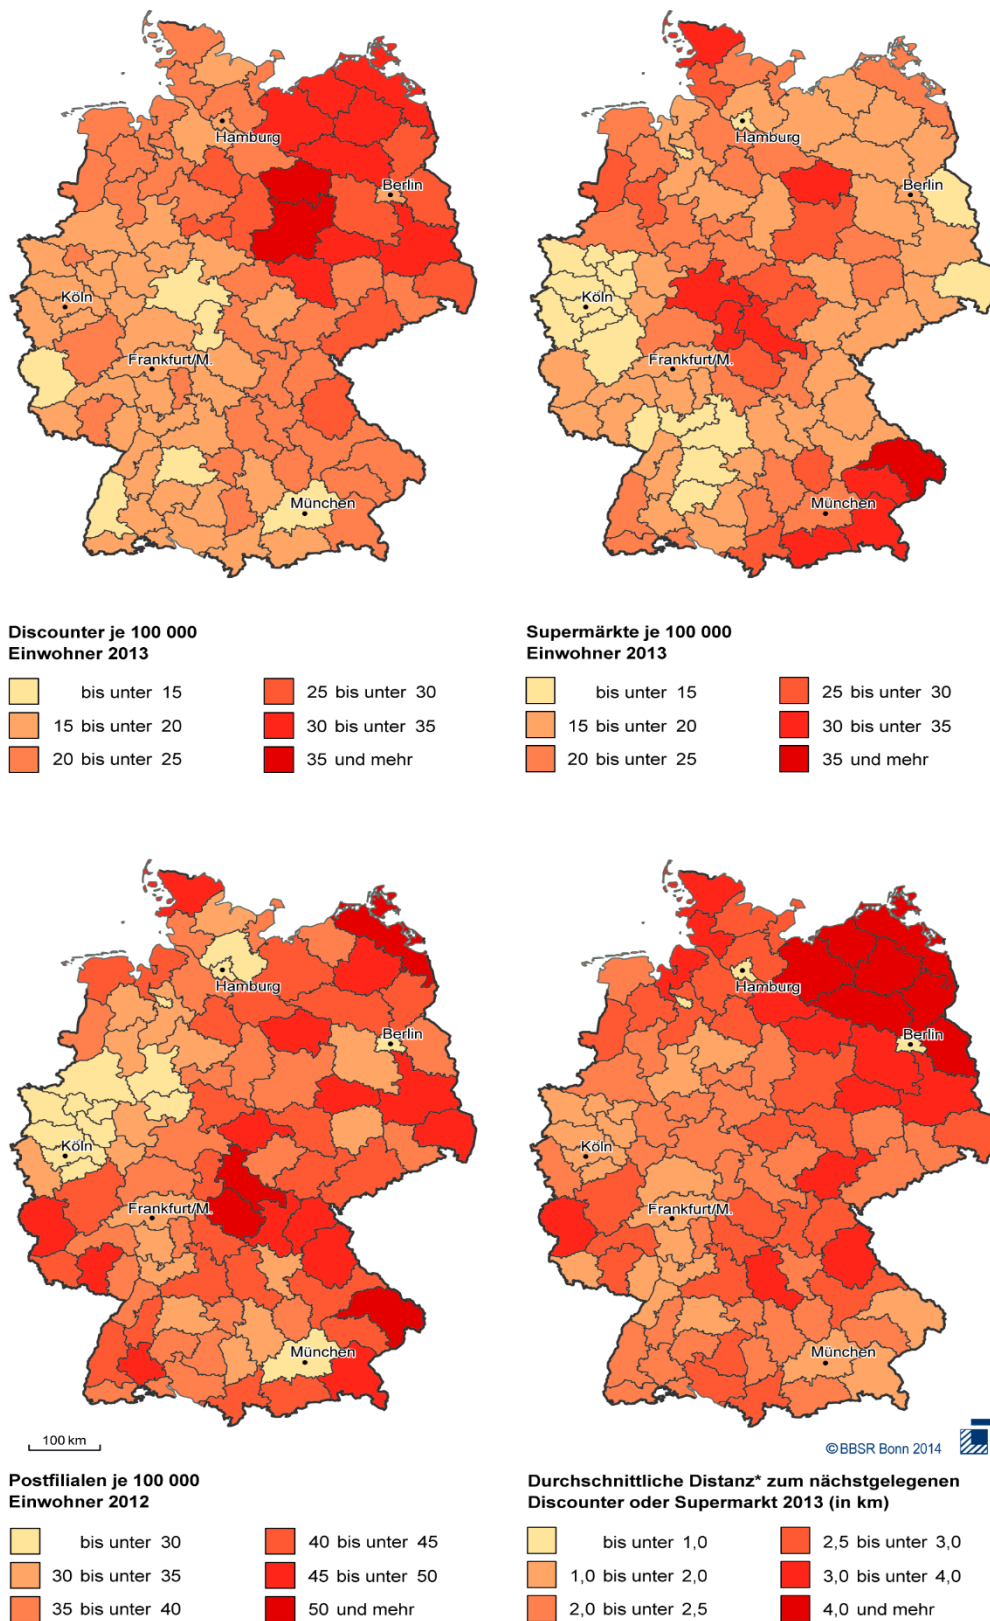 Hamburg
Berlin
Köln
Frankfurt/M.
München
Hamburg
Berlin
Köln
Frankfurt/M.
München
Discounter je 100 000
Einwohner 2013
bis unter 15
15 bis unter 20
20 bis unter 25
25 bis unter 30
30 bis unter 35
35 und mehr
Supermärkte je 100 000
Einwohner 2013
bis unter 15
15 bis unter 20
20 bis unter 25
25 bis unter 30
30 bis unter 35
35 und mehr
Hamburg
Berlin
Köln
Frankfurt/M.
München
100 km
Hamburg
Berlin
Köln
Frankfurt/M.
München
©BBSR Bonn 2014
Postfilialen je 100 000
Einwohner 2012
bis unter 30
30 bis unter 35
35 bis unter 40
40 bis unter 45
45 bis unter 50
50 und mehr
Durchschnittliche Distanz* zum nächstgelegenen
Discounter oder Supermarkt 2013 (in km)
bis unter 1,0
1,0 bis unter 2,0
2,0 bis unter 2,5
2,5 bis unter 3,0
3,0 bis unter 4,0
4,0 und mehr